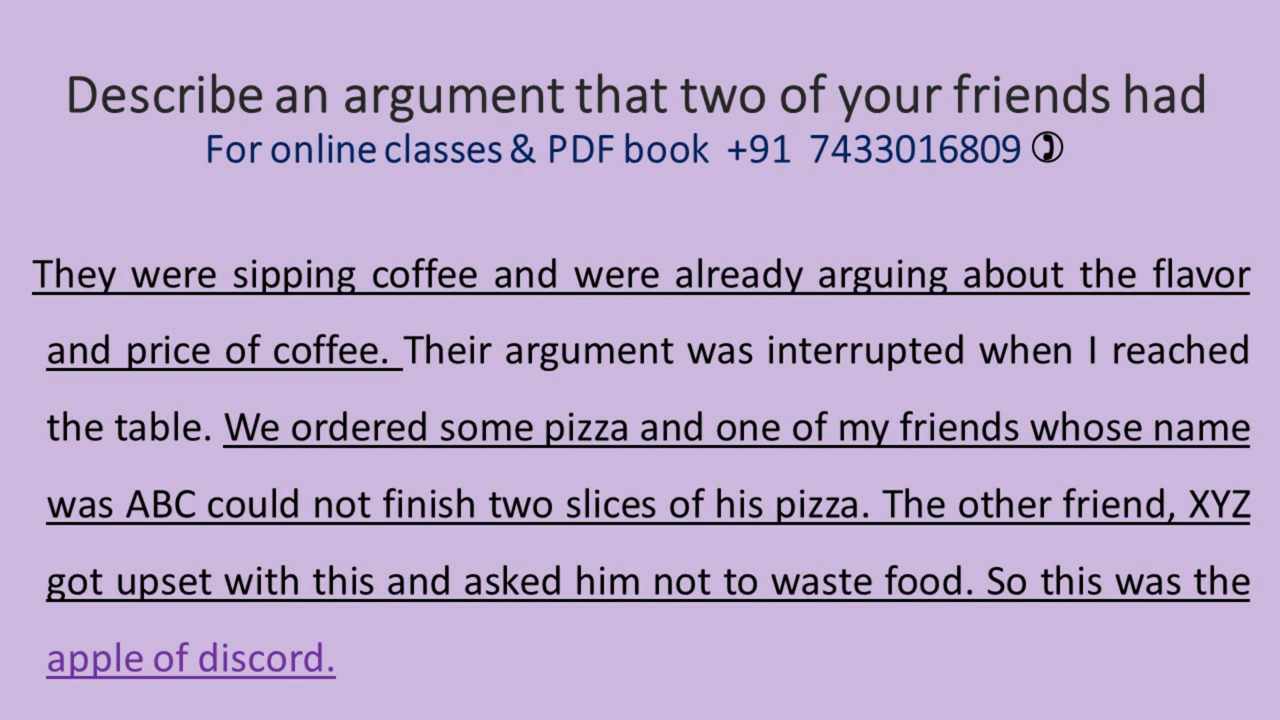 Describe an argument that two of your friends had
For online classes & PDF book +91 7433016809
They were sipping coffee and were already arguing about the flavor
and price of coffee. Their argument was interrupted when I reached
the table. We ordered some pizza and one of my friends whose name
was ABC could not finish two slices of his pizza. The other friend, XYZ
got upset with this and asked him not to waste food. So this was the
apple of discord.